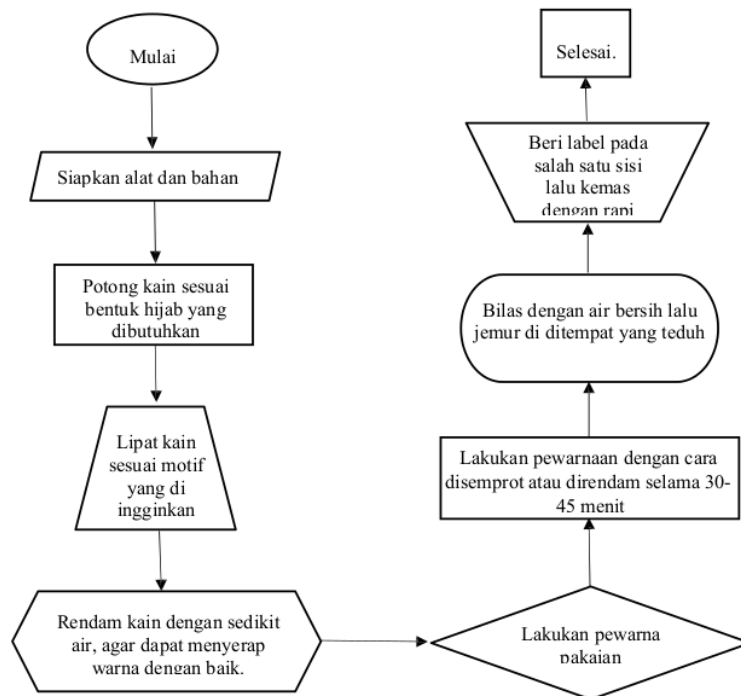 Mulai
Siapkan alat dan bahan
Potong kain sesuai
bentuk hijab yang
dibutuhkan
Lipat kain
sesuai motif
yang di
ingginkan
Rendam kain dengan sedikit
air, agar dapat menyerap
warna dengan baik.
Lakukan pewarna
pakaian
Lakukan pewarnaan dengan cara
disemprot atau direndam selama 30-
45 menit
Bilas dengan air bersih lalu
jemur di ditempat yang teduh
Beri label pada
salah satu sisi
lalu kemas
dengan rapi
Selesai.